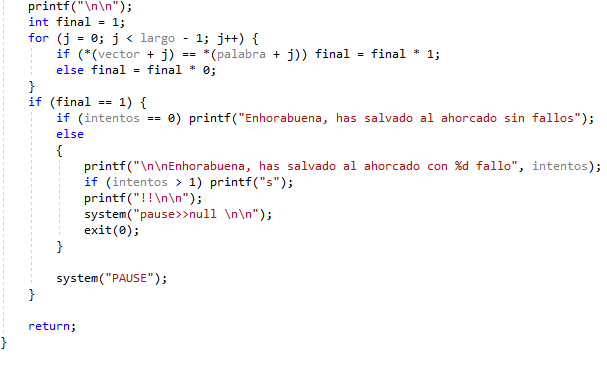 printf("\n\n");
int final = 1;
for (j = 0; j < largo - 1; j++) {
if (*(vector + j) == *(palabra + j)) final = final * 1;
else final = final * 0;
}
if (final == 1) {
if (intentos == 0) printf("Enhorabuena, has salvado al ahorcado sin fallos");
else
{
printf("\n\nEnhorabuena, has salvado al ahorcado con %d fallo", intentos);
if (intentos > 1) printf("s");
printf("!!\n\n");
system("pause>>null \n\n");
exit(0);
}
system("PAUSE");
}
return;
}